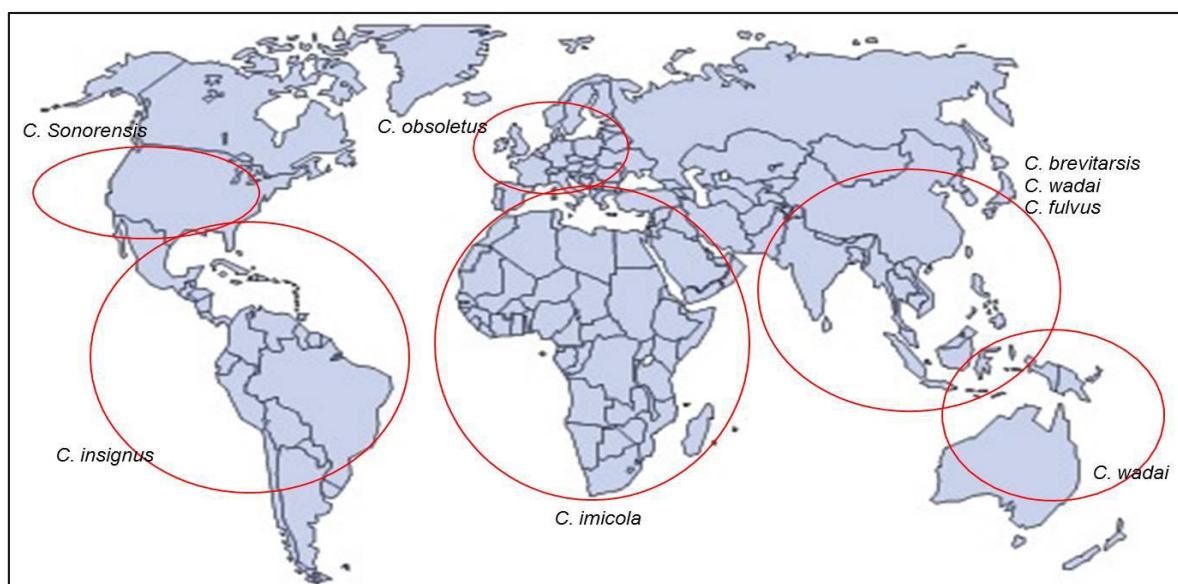 C. Sonorensis
C. obsoletus
C. brevitarsis
C. wadai
C. fulvus
C. insignus
C. wadai
C. imicola